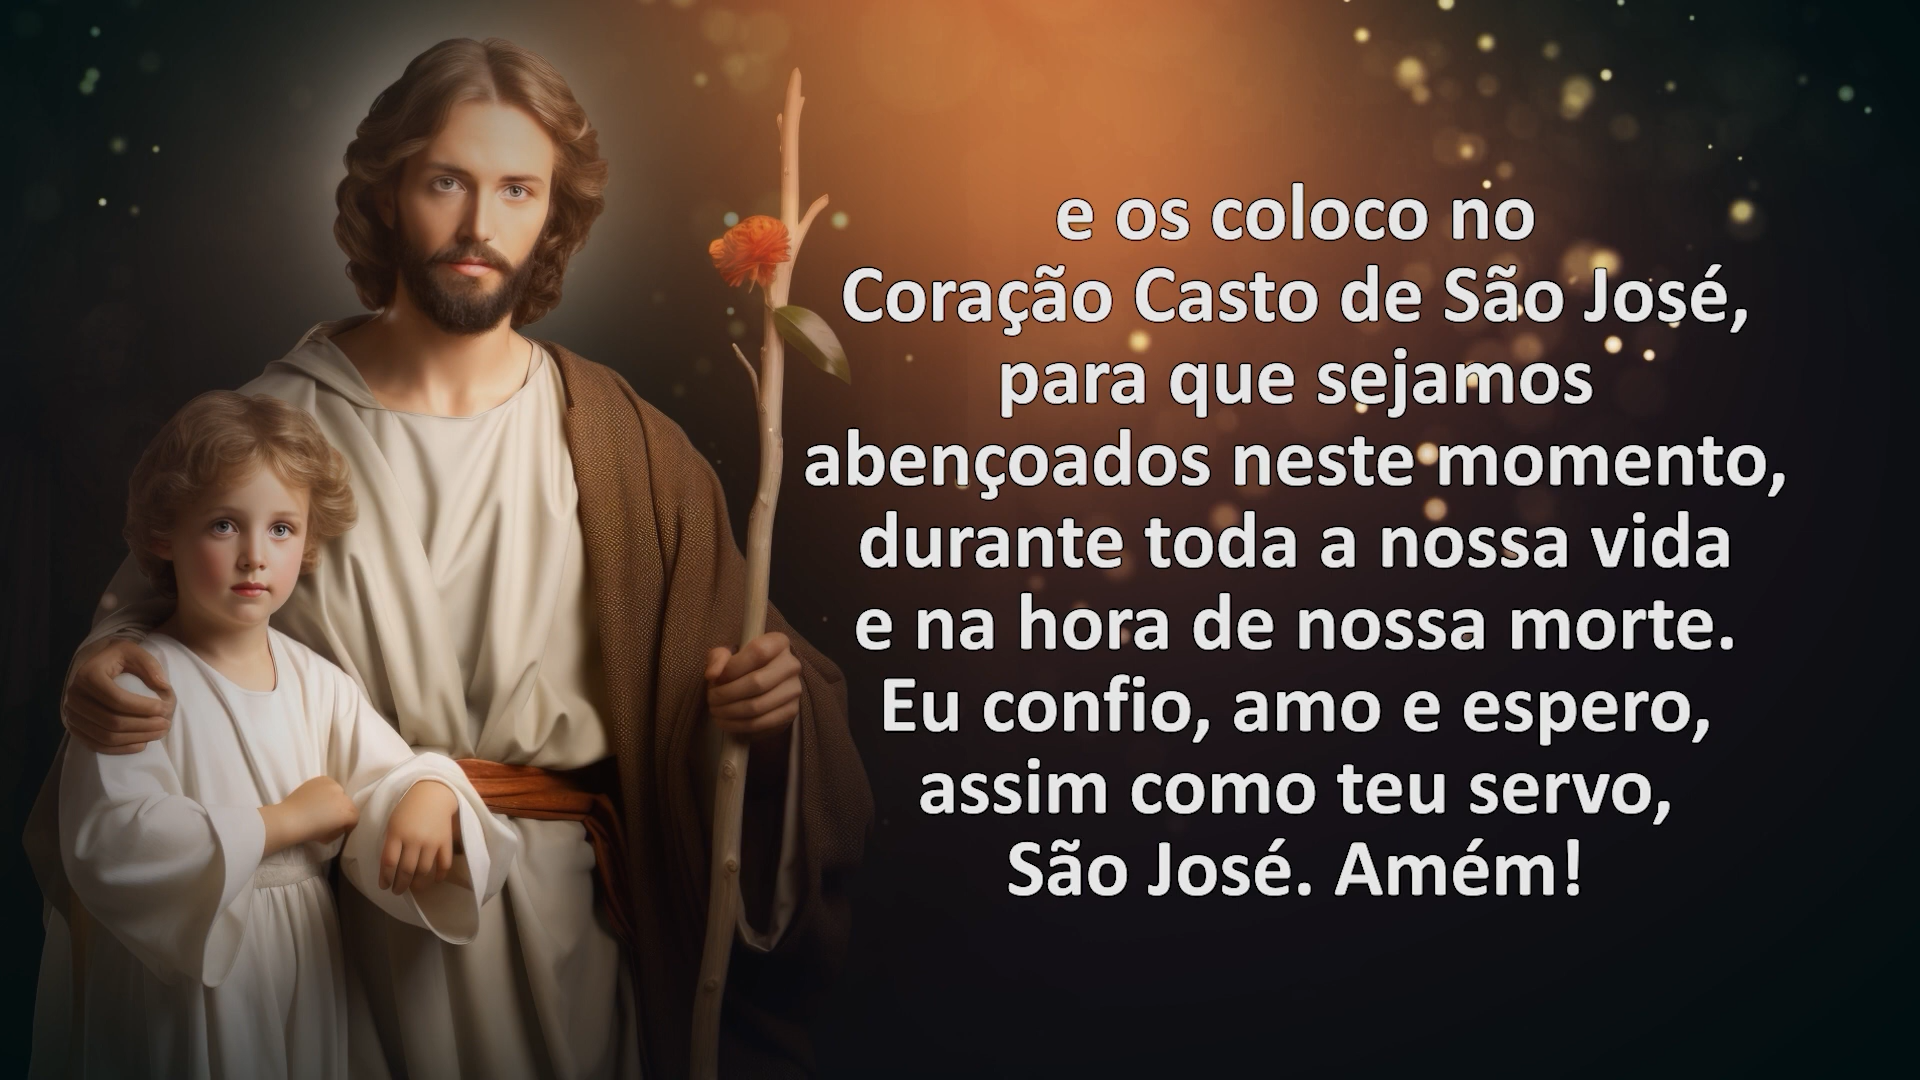 e os coloco no
Coração Casto de São José,
para que sejamos
abençoados neste momento,
durante toda a nossa vida
e na hora de nossa morte.
Eu confio, amo e espero,
assim como teu servo,
São José. Amém!